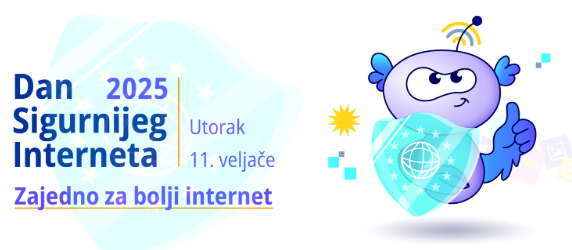 Dan 2025
Sigurnijeg
Interneta
Utorak
11. veljače
Zajedno za bolji internet